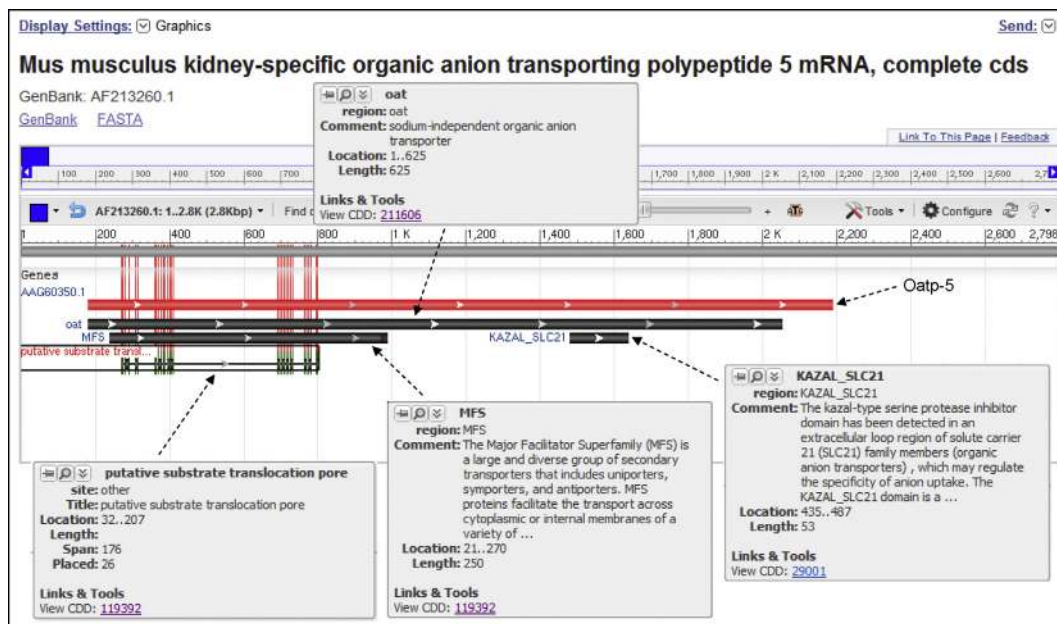 Display Settings: Graphics
Send:
Mus musculus kidney-specific organic anion transporting polypeptide 5 mRNA, complete cds
GenBank: AF213260.1
GenBank FASTA
Link To This Page | Feedback
oat
region: oat
Comment: sodium-independent organic anion
transporter
Location: 1..625
Length: 625
Links & Tools
View CDD: 211606
100 200 300 400 500 600 700 1,700 1,800 1,900 2 K 2,100 2,200 2,300 2,400 2,500 2,600 2,7
AF213260.1: 1..2.8K (2.8Kbp) Find
Tools Configure ?
1 200 400 600 800 1 K 1,200 1,400 1,600 1,800 2 K 2,200 2,400 2,600 2,798
Genes
AAG60350.1
Oatp-5
oat
MFS
KAZAL_SLC21
putative substrate transl...
KAZAL_SLC21
region: KAZAL_SLC21
Comment: The kazal-type serine protease inhibitor
domain has been detected in an
extracellular loop region of solute carrier
21 (SLC21) family members (organic
anion transporters) , which may regulate
the specificity of anion uptake. The
KAZAL_SLC21 domain is a ...
Location: 435..487
Length: 53
Links & Tools
View CDD: 29001
MFS
region: MFS
Comment: The Major Facilitator Superfamily (MFS) is
a large and diverse group of secondary
transporters that includes uniporters,
symporters, and antiporters. MFS
proteins facilitate the transport across
cytoplasmic or internal membranes of a
variety of ...
Location: 21..270
Length: 250
Links & Tools
View CDD: 119392
putative substrate translocation pore
site: other
Title: putative substrate translocation pore
Location: 32..207
Length:
Span: 176
Placed: 26
Links & Tools
View CDD: 119392